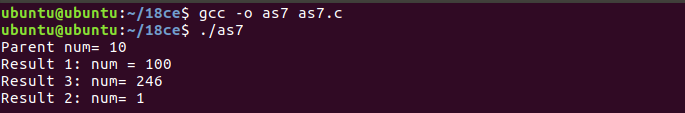 ubuntu@ubuntu:~/18ce$ gcc -o as7 as7.c
ubuntu@ubuntu:~/18ce$ ./as7
Parent num= 10
Result 1: num = 100
Result 3: num= 246
Result 2: num= 1